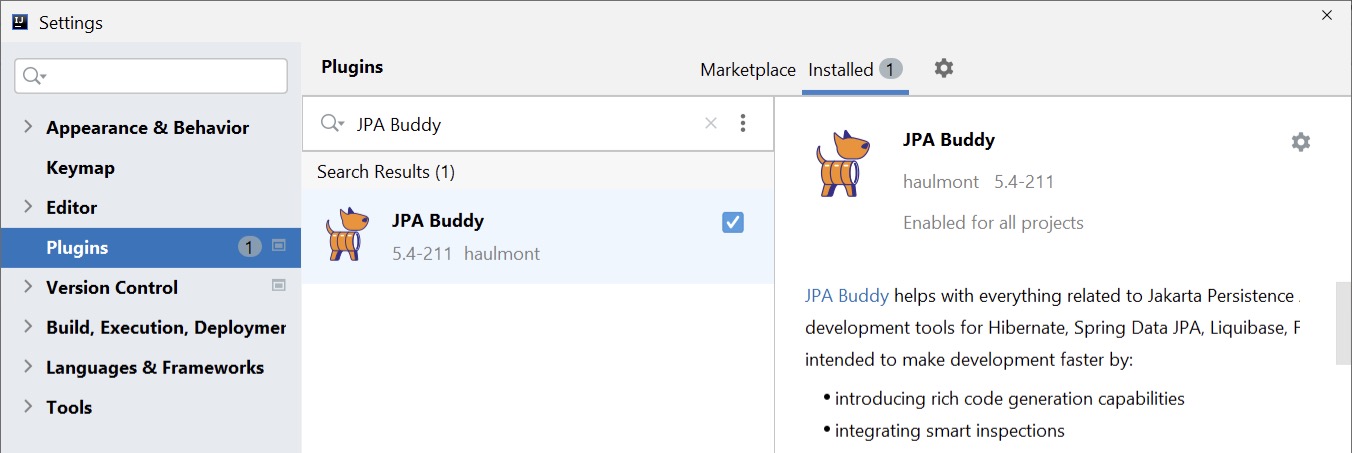 Settings
Plugins
Marketplace Installed 1
JPA Buddy
Search Results (1)
JPA Buddy
5.4-211 haulmont
Appearance & Behavior
Keymap
Editor
Plugins 1
Version Control
Build, Execution, Deploymer
Languages & Frameworks
Tools
JPA Buddy
haulmont 5.4-211
Enabled for all projects
JPA Buddy helps with everything related to Jakarta Persistence
development tools for Hibernate, Spring Data JPA, Liquibase, F
intended to make development faster by:
• introducing rich code generation capabilities
• integrating smart inspections